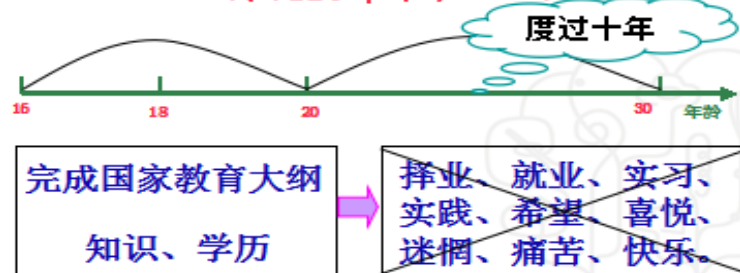 度过十年
16
18
20
30
年龄
完成国家教育大纲
知识、学历
择业、就业、实习、
实践、希望、喜悦、
迷惘、痛苦、快乐。